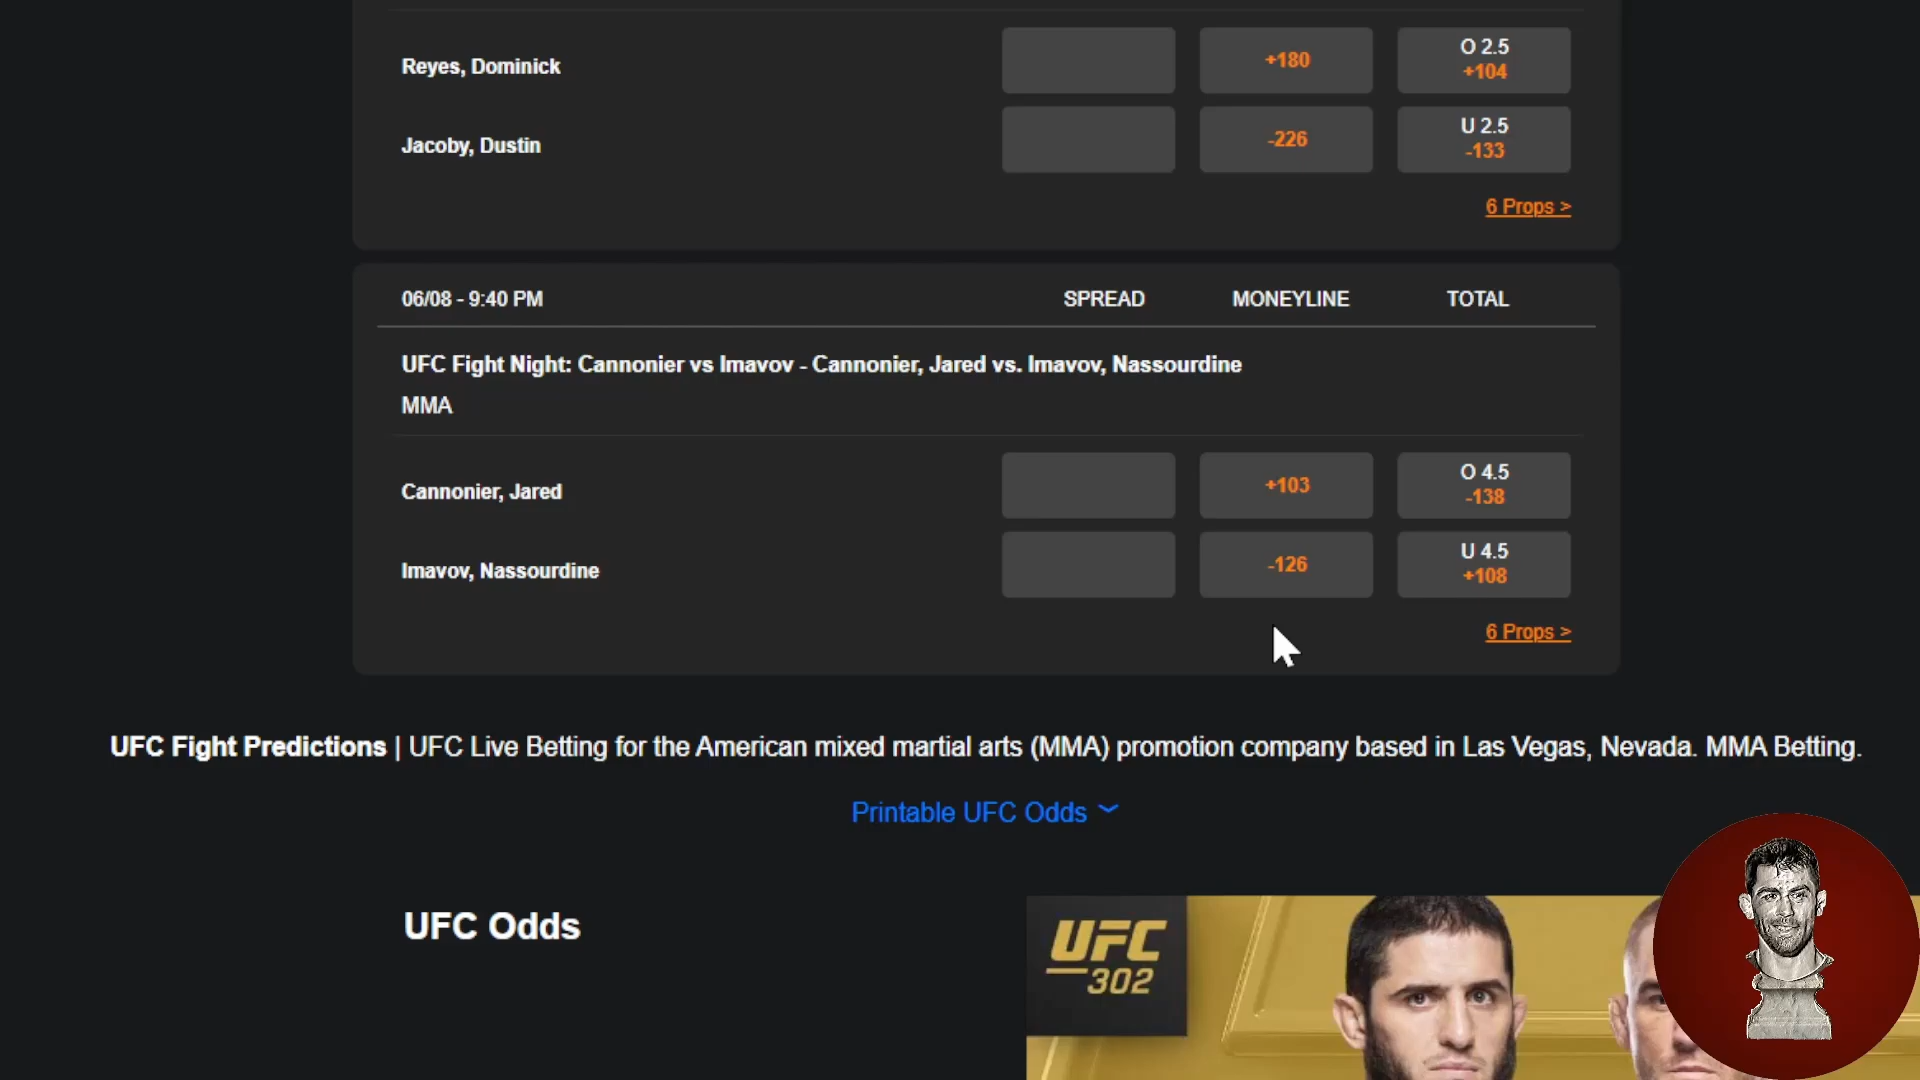 Reyes, Dominick
+180
O 2.5
+104
Jacoby, Dustin
-226
U 2.5
-133
6 Props >
06/08 - 9:40 PM
SPREAD
MONEYLINE
TOTAL
UFC Fight Night: Cannonier vs Imavov - Cannonier, Jared vs. Imavov, Nassourdine
MMA
Cannonier, Jared
+103
O 4.5
-138
Imavov, Nassourdine
-126
U 4.5
+108
6 Props >
UFC Fight Predictions | UFC Live Betting for the American mixed martial arts (MMA) promotion company based in Las Vegas, Nevada. MMA Betting.
Printable UFC Odds
UFC Odds
UFC
302